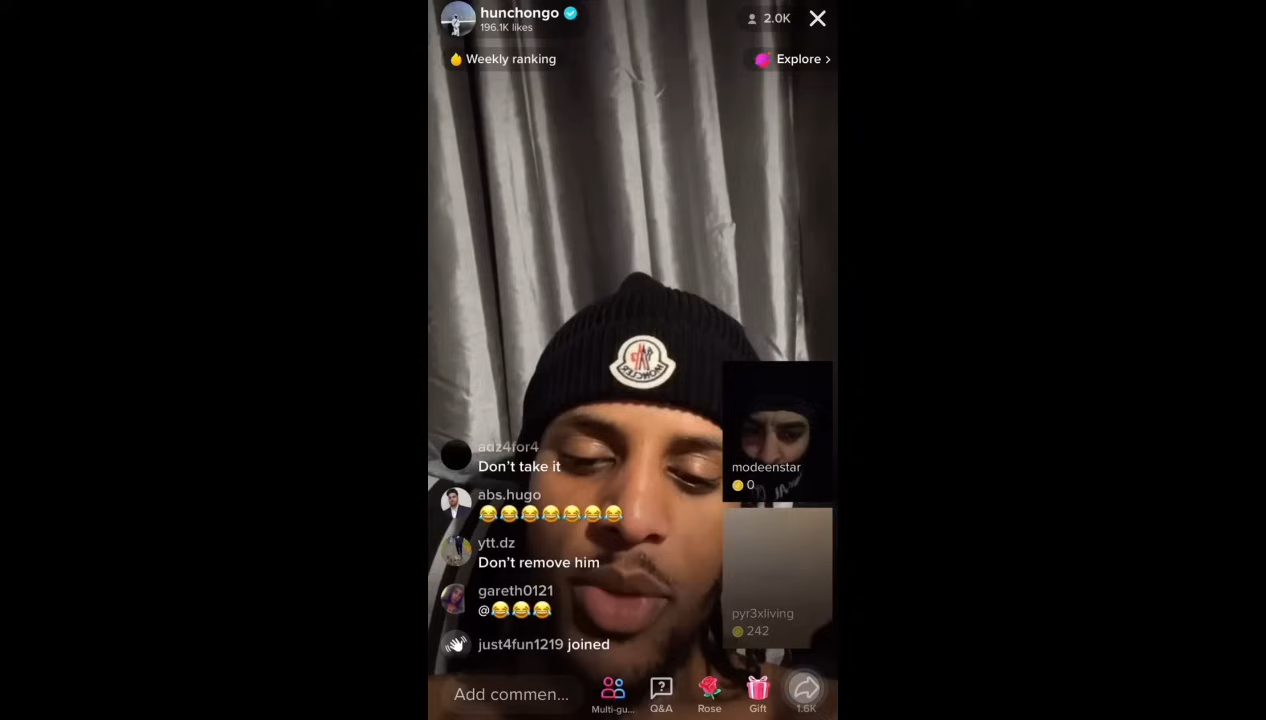 hunchongo
196.1K likes
2.0K
Weekly ranking
Explore >
MONCLER
adz4for4
Don't take it
abs.hugo
😂😂😂😂😂😂😂
ytt.dz
Don't remove him
gareth0121
@😂😂😂
just4fun1219 joined
modeenstar
0
pyr3xliving
242
Add commen...
Multi-gu...
Q&A
Rose
Gift
1.6K